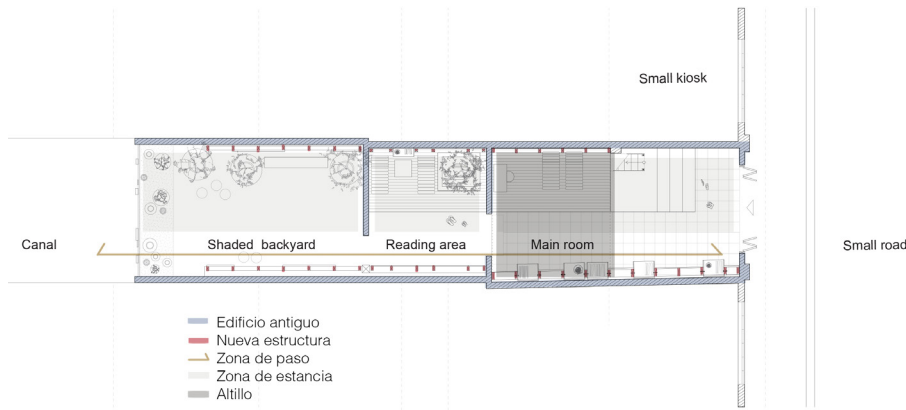 Small kiosk
Canal
Shaded backyard
Reading area
Main room
Small road
Edificio antiguo
Nueva estructura
Zona de paso
Zona de estancia
Altillo